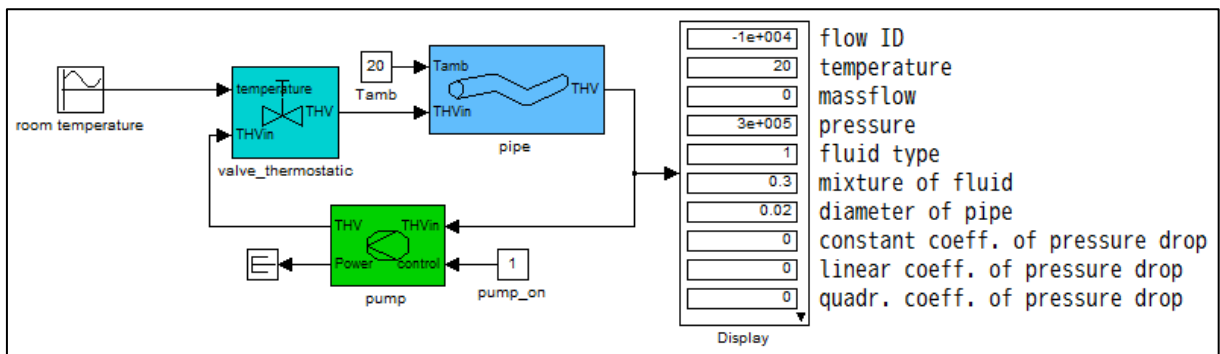 room temperature
temperature
THVin
THV
valve_thermostatic
20
Tamb
Tamb
THVin
THV
pipe
THV
THVin
Power
control
pump
1
pump_on
-1e+004
flow ID
20
temperature
0
massflow
3e+005
pressure
1
fluid type
0.3
mixture of fluid
0.02
diameter of pipe
0
constant coeff. of pressure drop
0
linear coeff. of pressure drop
0
quadr. coeff. of pressure drop
Display